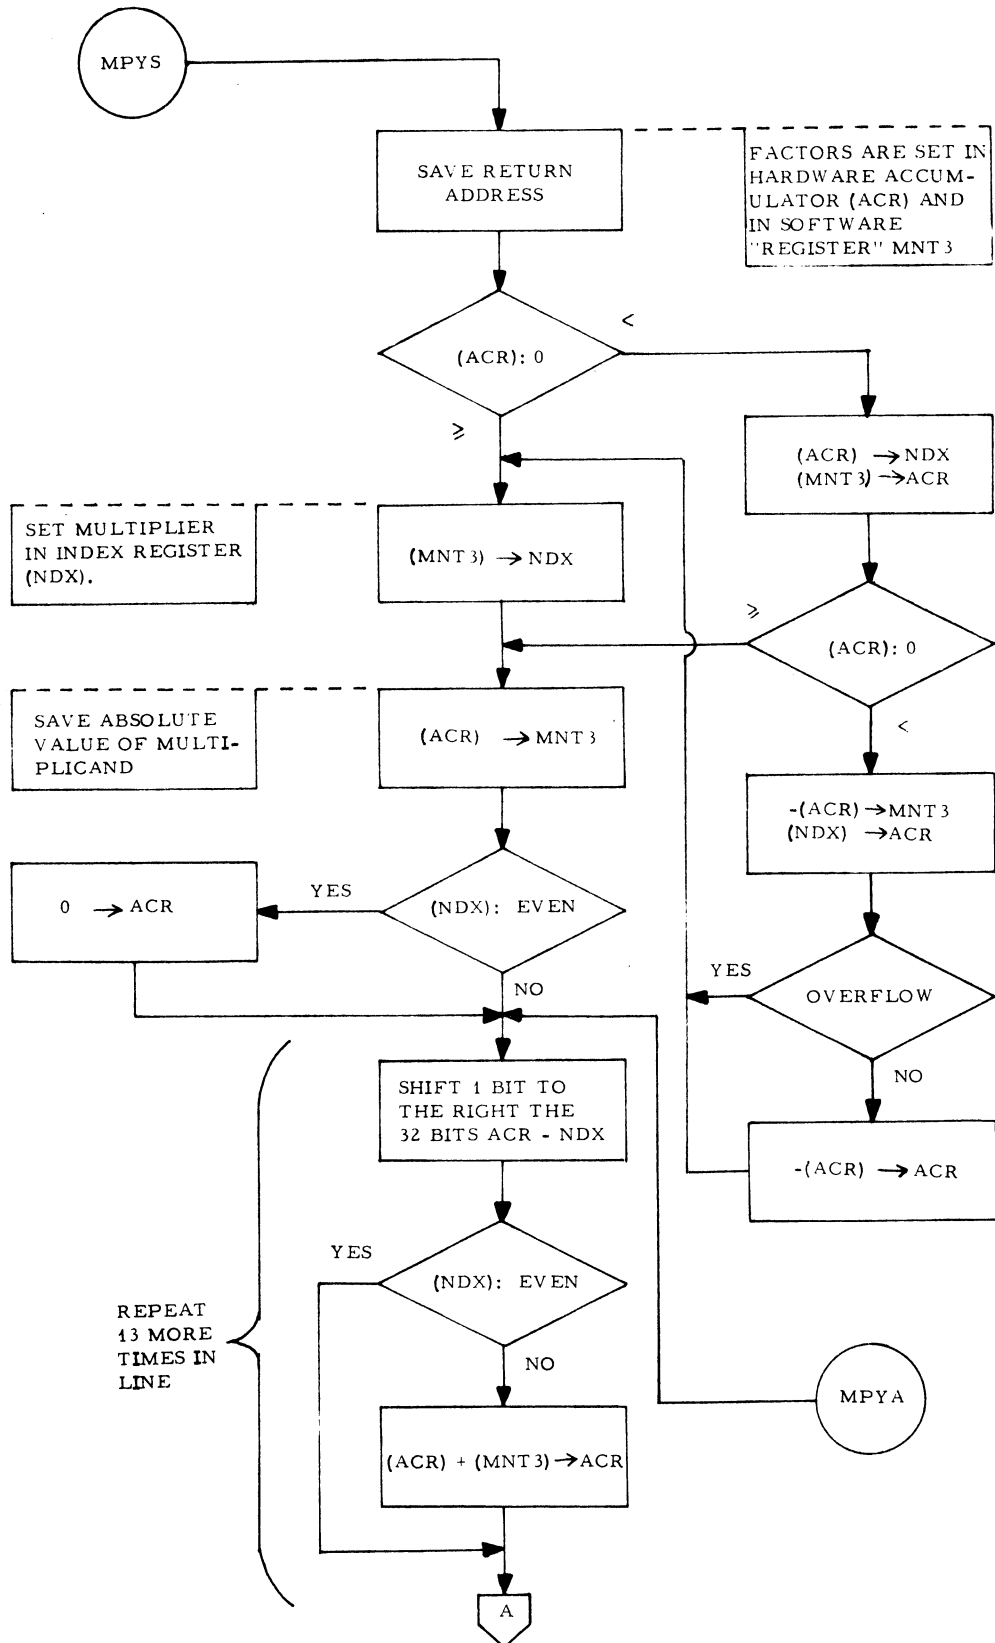 MPYS
SAVE RETURN
ADDRESS
FACTORS ARE SET IN
HARDWARE ACCUM-
ULATOR (ACR) AND
IN SOFTWARE
"REGISTER" MNT3
<
(ACR): 0
≥
(ACR) → NDX
(MNT3) → ACR
SET MULTIPLIER
IN INDEX REGISTER
(NDX).
(MNT3) → NDX
≥
(ACR): 0
<
SAVE ABSOLUTE
VALUE OF MULTI-
PLICAND
(ACR) → MNT3
-(ACR) → MNT3
(NDX) → ACR
0 → ACR
YES
(NDX): EVEN
NO
YES
OVERFLOW
NO
SHIFT 1 BIT TO
THE RIGHT THE
32 BITS ACR - NDX
-(ACR) → ACR
YES
(NDX): EVEN
NO
REPEAT
13 MORE
TIMES IN
LINE
MPYA
(ACR) + (MNT3) → ACR
A